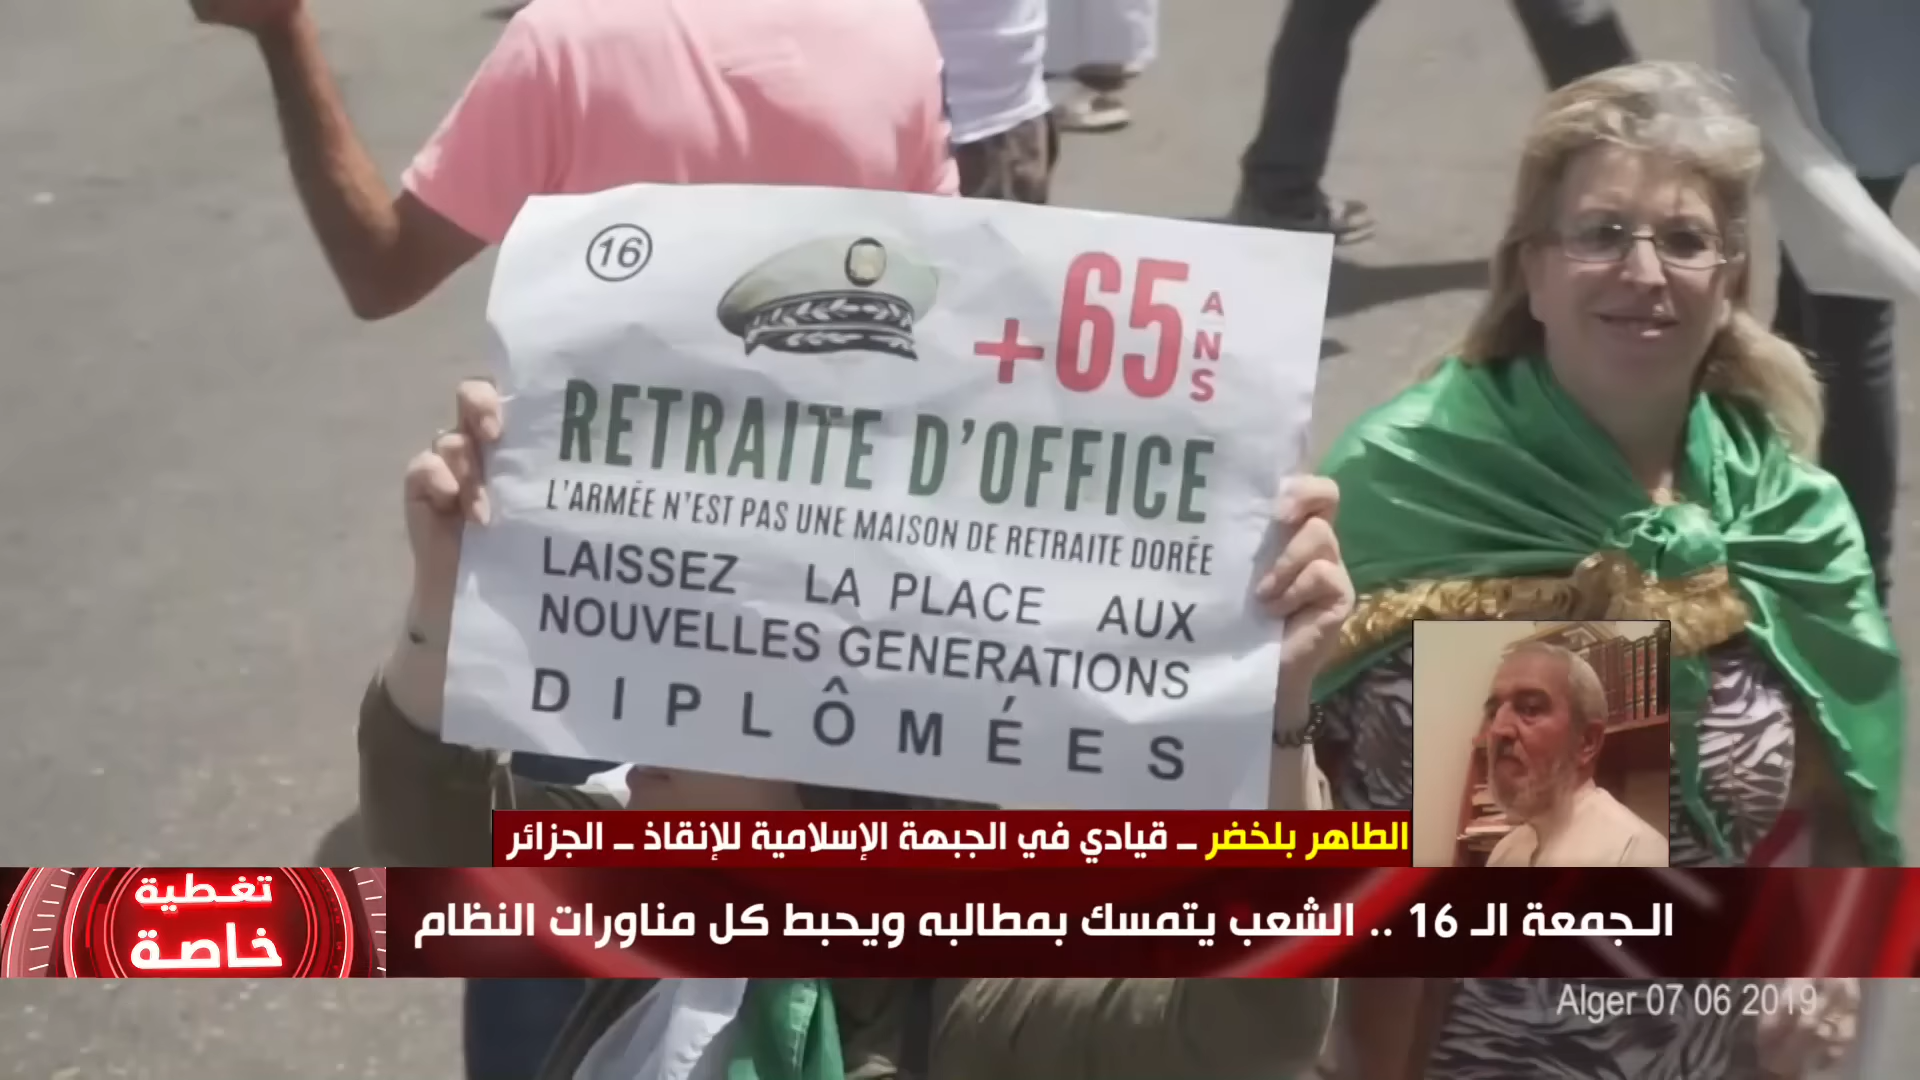 16
+65 ANS
RETRAITE D'OFFICE
L'ARMÉE N'EST PAS UNE MAISON DE RETRAITE DORÉE
LAISSEZ LA PLACE AUX
NOUVELLES GENERATIONS
DIPLÔMÉES
الطاهر بلخضر – قيادي في الجبهة الإسلامية للإنقاذ – الجزائر
تغطية
خاصة
الجمعة الـ 16 .. الشعب يتمسك بمطالبه ويحبط كل مناورات النظام
Alger 07 06 2019